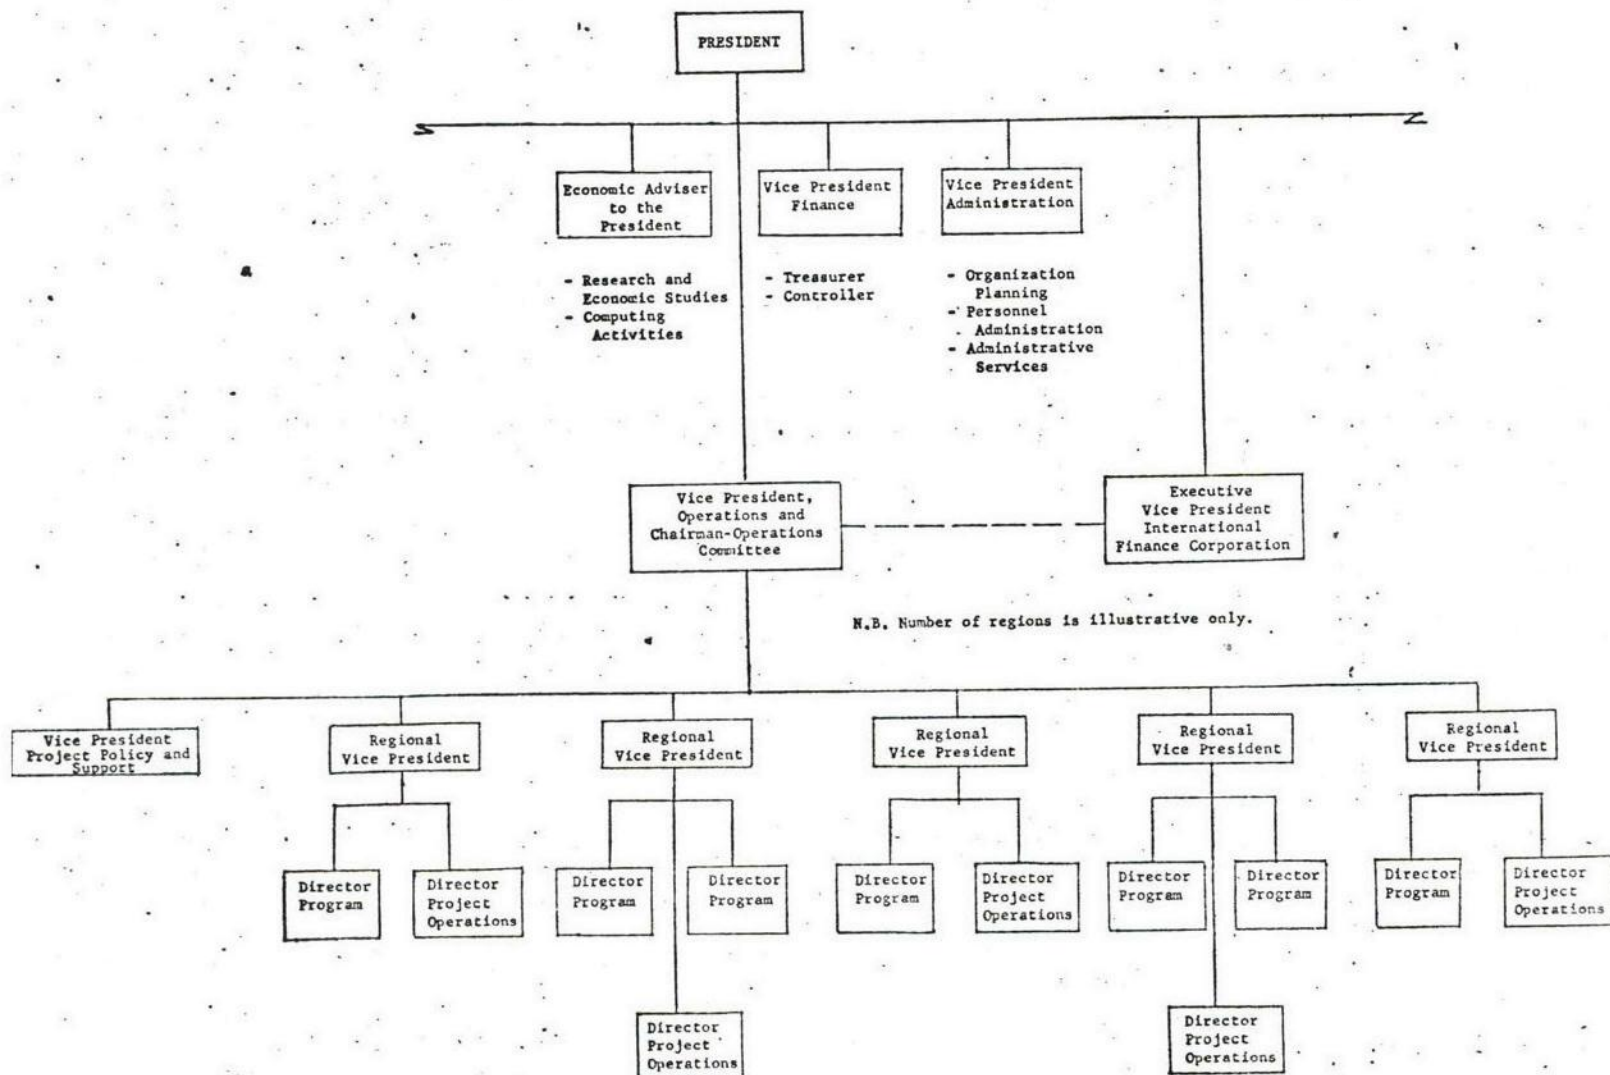 PRESIDENT
Economic Adviser
to the
President
Vice President
Finance
Vice President
Administration
- Research and
Economic Studies
- Computing
Activities
- Treasurer
- Controller
- Organization
Planning
- Personnel
Administration
- Administrative
Services
Vice President,
Operations and
Chairman-Operations
Committee
Executive
Vice President
International
Finance Corporation
N.B. Number of regions is illustrative only.
Vice President
Project Policy and
Support
Regional
Vice President
Regional
Vice President
Regional
Vice President
Regional
Vice President
Regional
Vice President
Director
Program
Director
Project
Operations
Director
Program
Director
Program
Director
Program
Director
Project
Operations
Director
Program
Director
Program
Director
Program
Director
Project
Operations
Director
Project
Operations
Director
Project
Operations